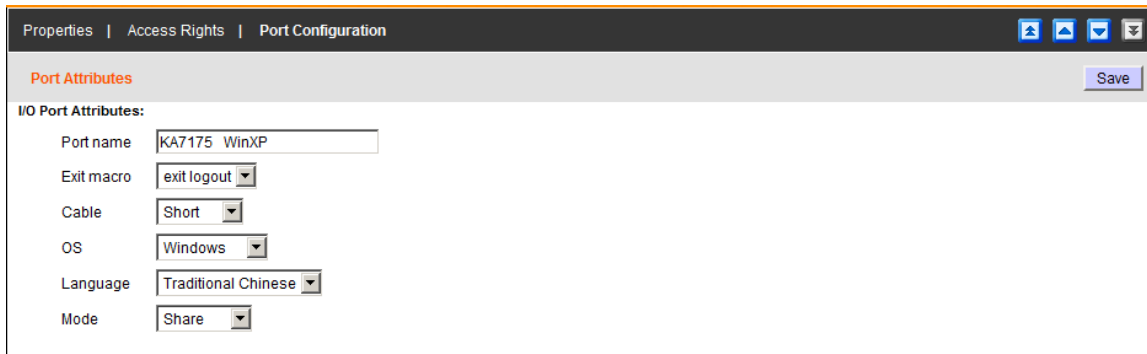 Properties | Access Rights | Port Configuration
Port Attributes Save
I/O Port Attributes:
Port name KA7175 WinXP
Exit macro exit logout
Cable Short
OS Windows
Language Traditional Chinese
Mode Share